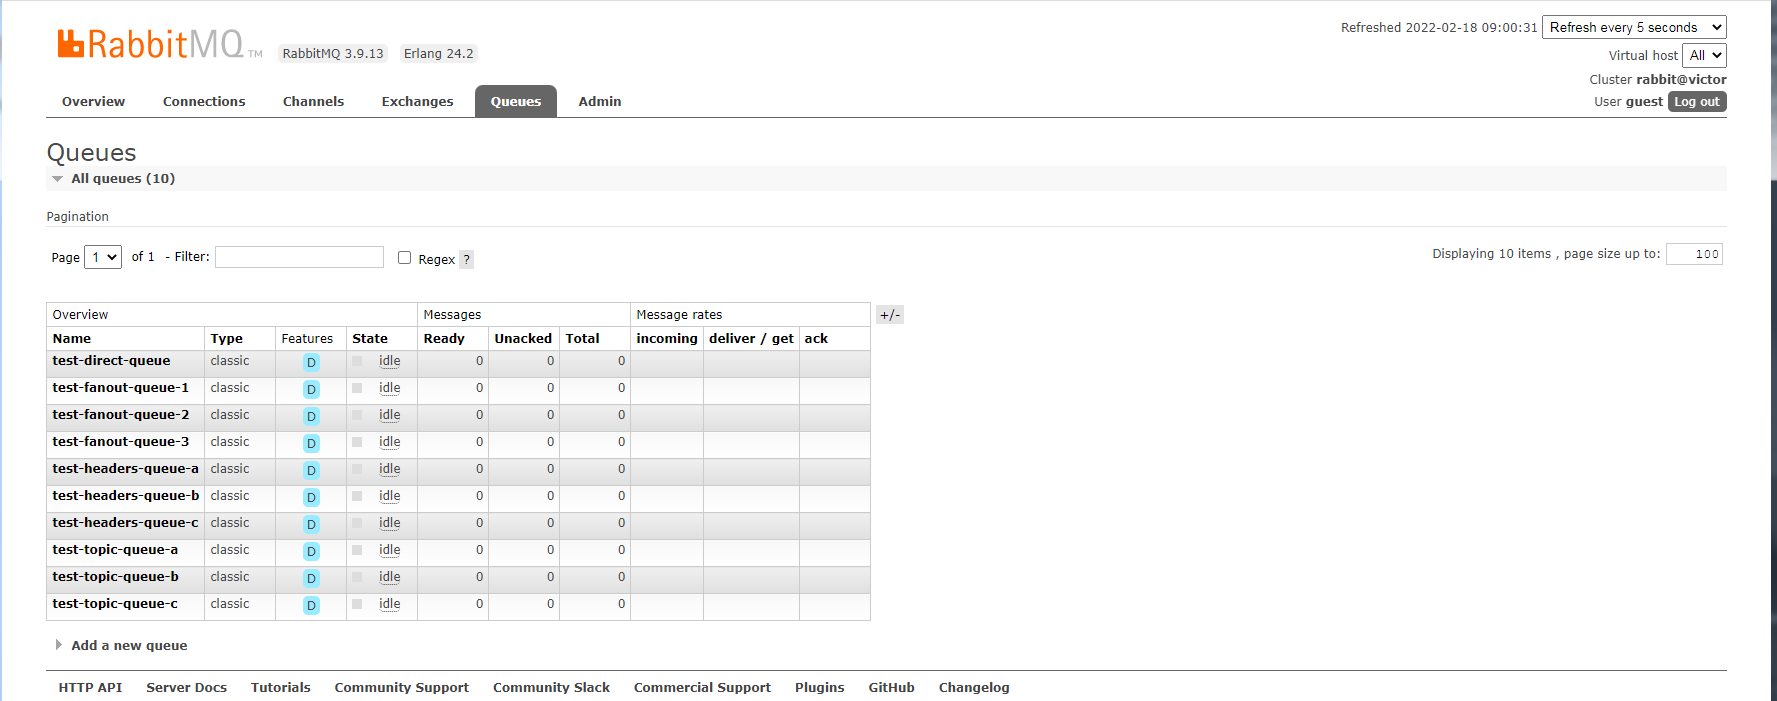 RabbitMQ TM RabbitMQ 3.9.13 Erlang 24.2
Refreshed 2022-02-18 09:00:31 Refresh every 5 seconds
Virtual host All
Cluster rabbit@victor
User guest Log out
Overview Connections Channels Exchanges Queues Admin
Queues
All queues (10)
Pagination
Page 1 of 1 - Filter: Regex ?
Displaying 10 items , page size up to: 100
Overview Messages Message rates +/-
Name Type Features State Ready Unacked Total incoming deliver / get ack
test-direct-queue classic D idle 0 0 0
test-fanout-queue-1 classic D idle 0 0 0
test-fanout-queue-2 classic D idle 0 0 0
test-fanout-queue-3 classic D idle 0 0 0
test-headers-queue-a classic D idle 0 0 0
test-headers-queue-b classic D idle 0 0 0
test-headers-queue-c classic D idle 0 0 0
test-topic-queue-a classic D idle 0 0 0
test-topic-queue-b classic D idle 0 0 0
test-topic-queue-c classic D idle 0 0 0
Add a new queue
HTTP API Server Docs Tutorials Community Support Community Slack Commercial Support Plugins GitHub Changelog